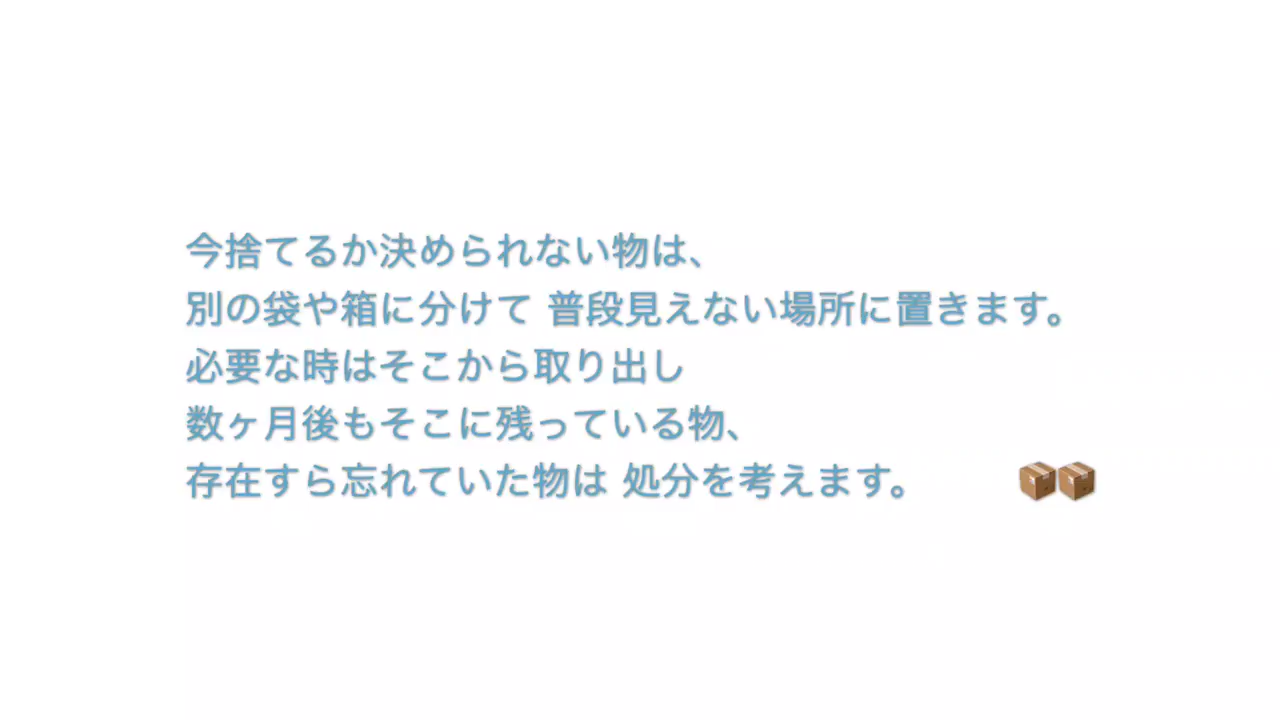 今捨てるか決められない物は、
別の袋や箱に分けて 普段見えない場所に置きます。
必要な時はそこから取り出し
数ヶ月後もそこに残っている物、
存在すら忘れていた物は 処分を考えます。 📦📦